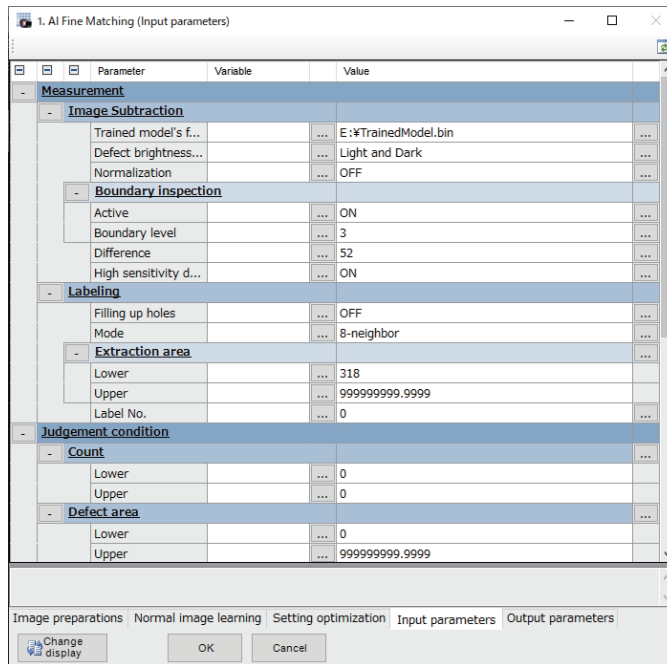 1. AI Fine Matching (Input parameters)
Parameter Variable Value
- Measurement
- Image Subtraction
Trained model's f... ... E:¥TrainedModel.bin ...
Defect brightness... ... Light and Dark ...
Normalization ... OFF ...
- Boundary inspection
Active ... ON ...
Boundary level ... 3 ...
Difference ... 52 ...
High sensitivity d... ... ON ...
- Labeling
Filling up holes ... OFF ...
Mode ... 8-neighbor ...
- Extraction area ...
Lower ... 318
Upper ... 999999999.9999
Label No. ... 0 ...
- Judgement condition
- Count ...
Lower ... 0
Upper ... 0
- Defect area ...
Lower ... 0
Upper ... 999999999.9999
Image preparations Normal image learning Setting optimization Input parameters Output parameters
Change
display OK Cancel